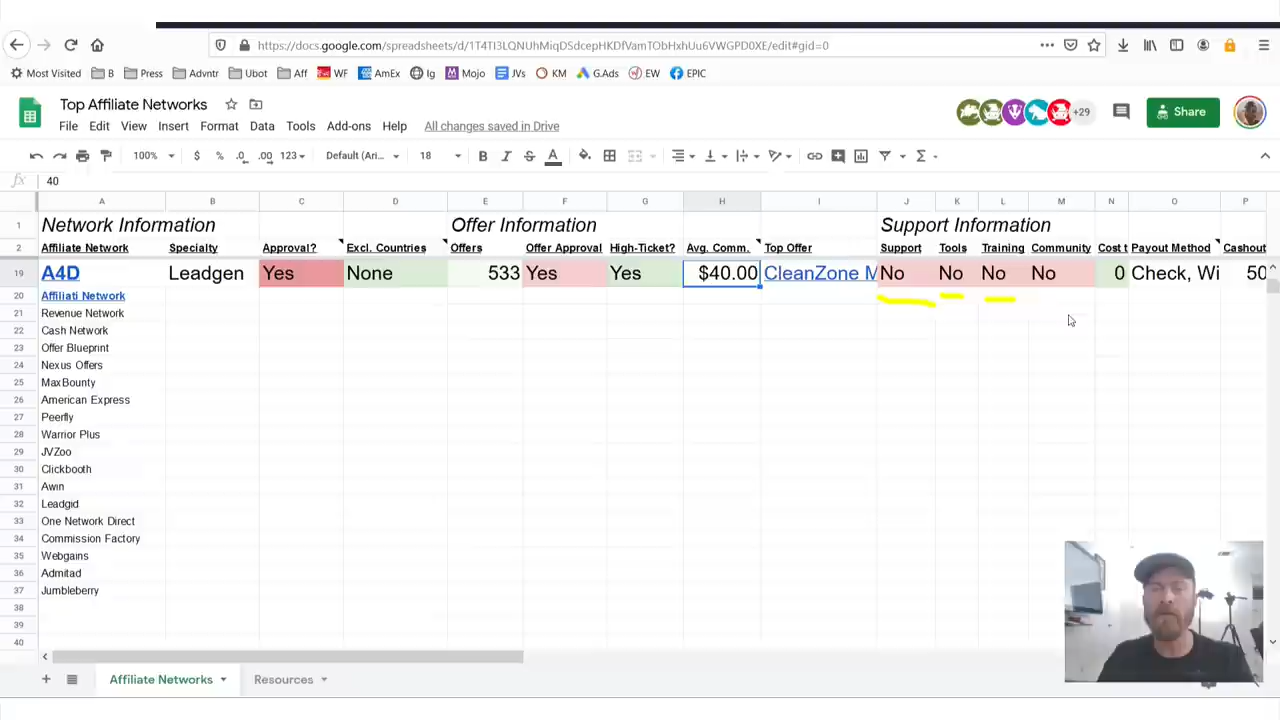 https://docs.google.com/spreadsheets/d/1T4TI3LQNUhMiqDSdcepHKDfVamTObHxhUu6VWGPD0XE/edit#gid=0
Most Visited B Press Advntr Ubot Aff WF AmEx Ig Mojo JVs KM G.Ads EW EPIC
Top Affiliate Networks
+29 Share
File Edit View Insert Format Data Tools Add-ons Help All changes saved in Drive
100% $ % .0 .00 123 Default (Ari... 18 B I S A
fx 40
A B C D E F G H I J K L M N O P
1 Network Information Offer Information Support Information
2 Affiliate Network Specialty Approval? Excl. Countries Offers Offer Approval High-Ticket? Avg. Comm. Top Offer Support Tools Training Community Cost t Payout Method Cashout
19 A4D Leadgen Yes None 533 Yes Yes $40.00 CleanZone M No No No No 0 Check, Wi 50
20 Affiliati Network
21 Revenue Network
22 Cash Network
23 Offer Blueprint
24 Nexus Offers
25 MaxBounty
26 American Express
27 Peerfly
28 Warrior Plus
29 JVZoo
30 Clickbooth
31 Awin
32 Leadgid
33 One Network Direct
34 Commission Factory
35 Webgains
36 Admitad
37 Jumbleberry
38
39
40
Affiliate Networks Resources